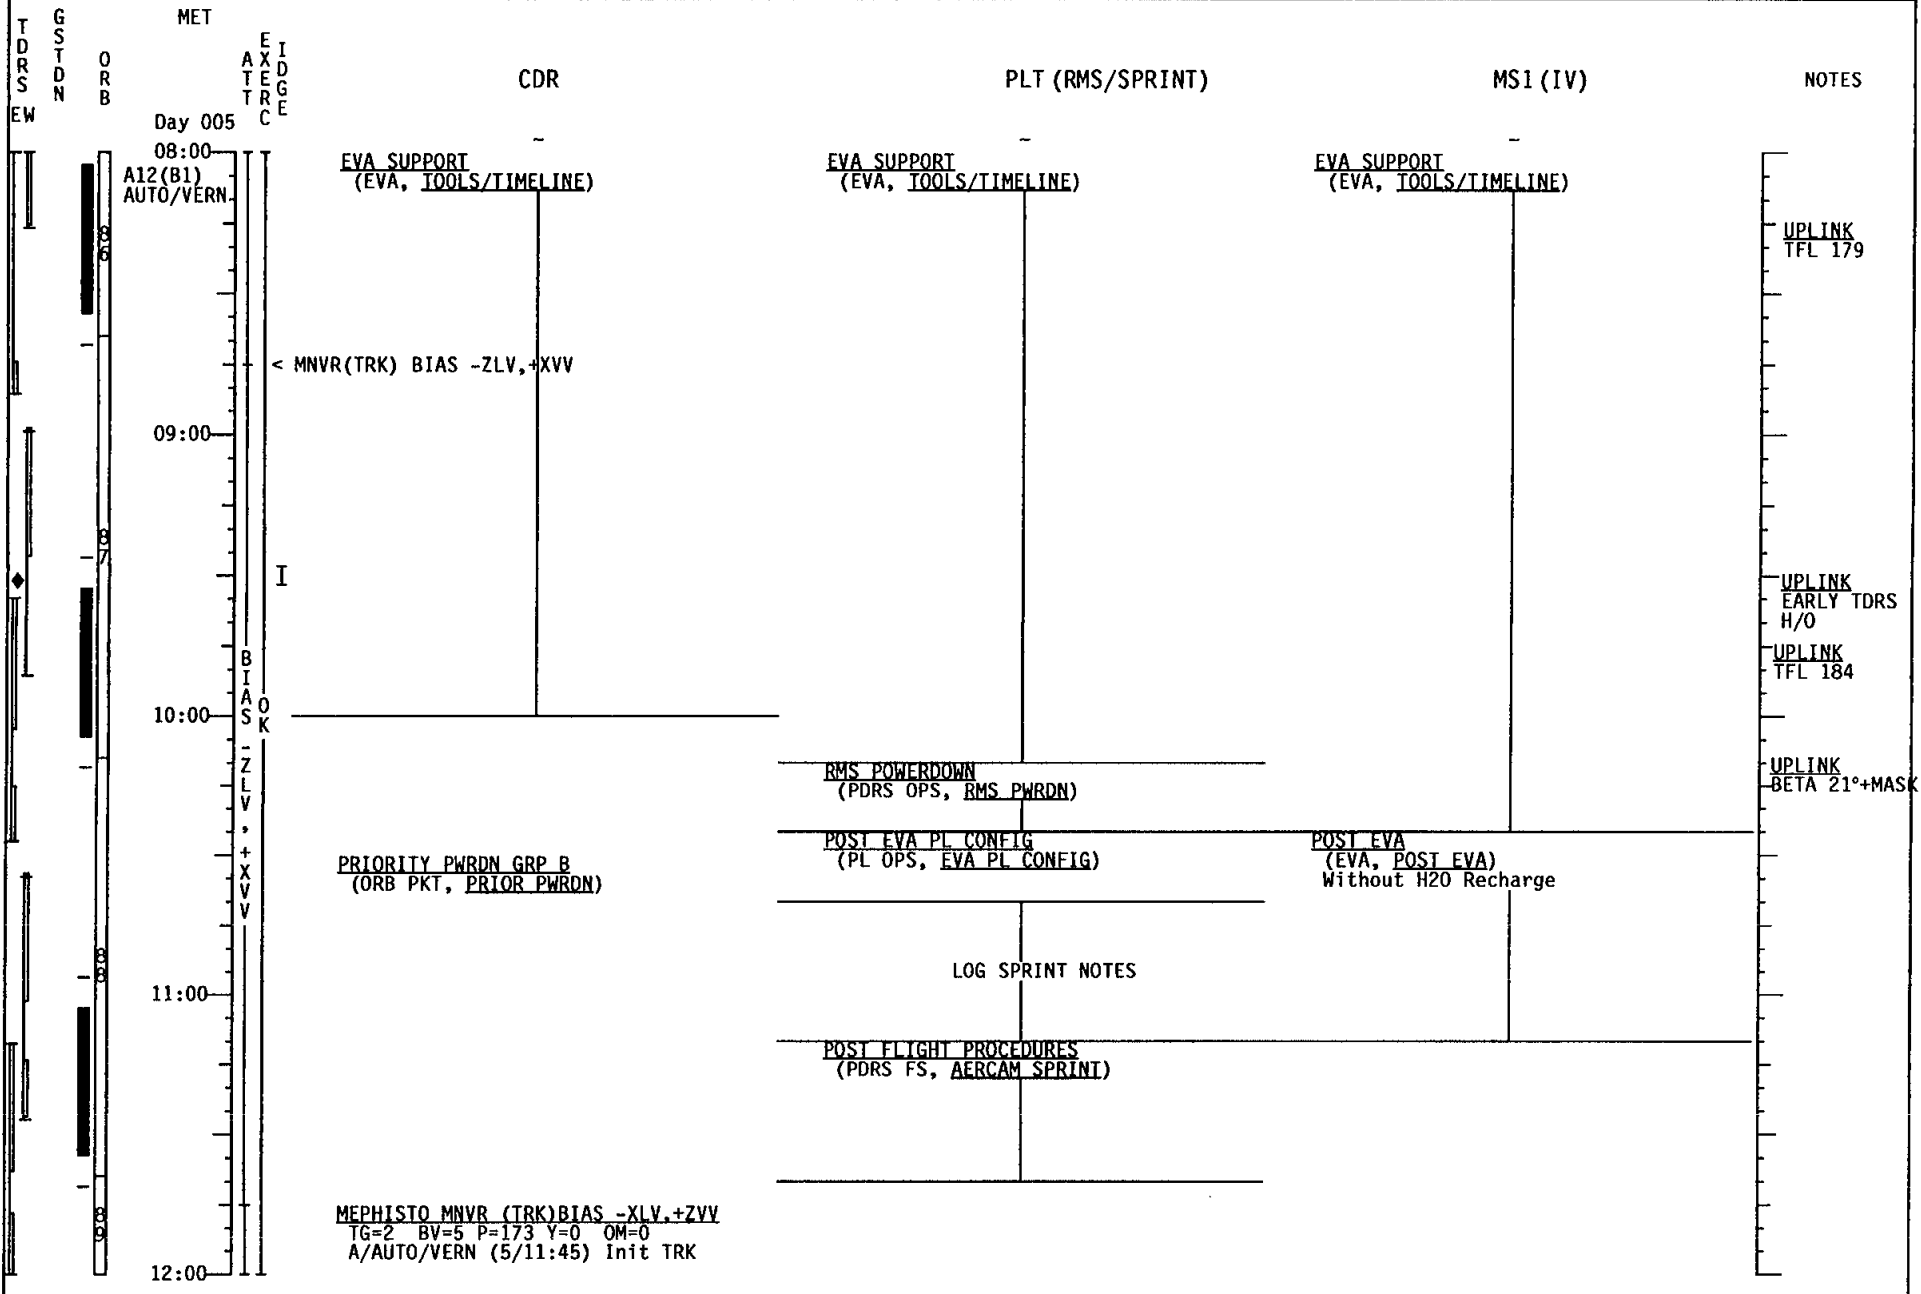 TDRS
GSTDN
ORB
MET
ATT
EXERC
IDGE
CDR
PLT (RMS/SPRINT)
MS1 (IV)
NOTES
EW
Day 005
~
~
~
08:00
A12(B1)
AUTO/VERN
EVA SUPPORT
(EVA, TOOLS/TIMELINE)
EVA SUPPORT
(EVA, TOOLS/TIMELINE)
EVA SUPPORT
(EVA, TOOLS/TIMELINE)
86
UPLINK
TFL 179
< MNVR(TRK) BIAS -ZLV,+XVV
09:00
87
I
UPLINK
EARLY TDRS
H/O
UPLINK
TFL 184
BIAS -ZLV,+XVV
OK
10:00
RMS POWERDOWN
(PDRS OPS, RMS PWRDN)
UPLINK
BETA 21°+MASK
POST EVA PL CONFIG
(PL OPS, EVA PL CONFIG)
POST EVA
(EVA, POST EVA)
Without H2O Recharge
PRIORITY PWRDN GRP B
(ORB PKT, PRIOR PWRDN)
88
LOG SPRINT NOTES
11:00
POST FLIGHT PROCEDURES
(PDRS FS, AERCAM SPRINT)
89
MEPHISTO MNVR (TRK)BIAS -XLV,+ZVV
TG=2 BV=5 P=173 Y=0 OM=0
A/AUTO/VERN (5/11:45) Init TRK
12:00